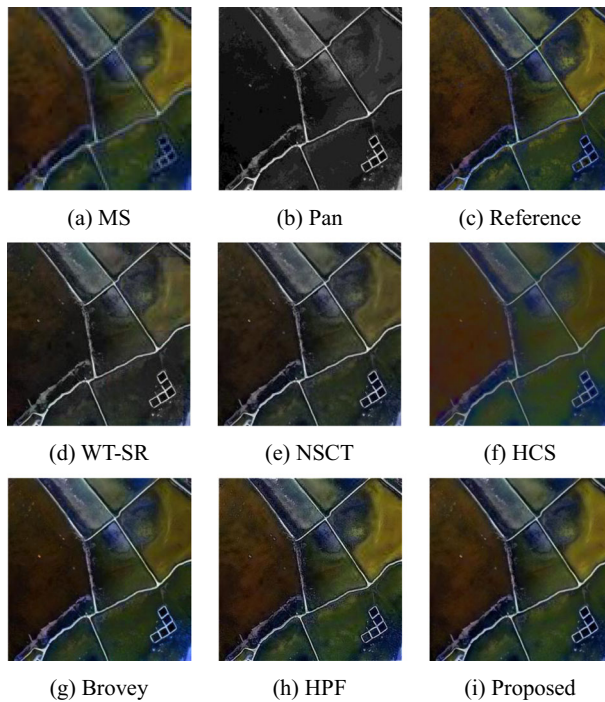 (a) MS
(b) Pan
(c) Reference
(d) WT-SR
(e) NSCT
(f) HCS
(g) Brovey
(h) HPF
(i) Proposed